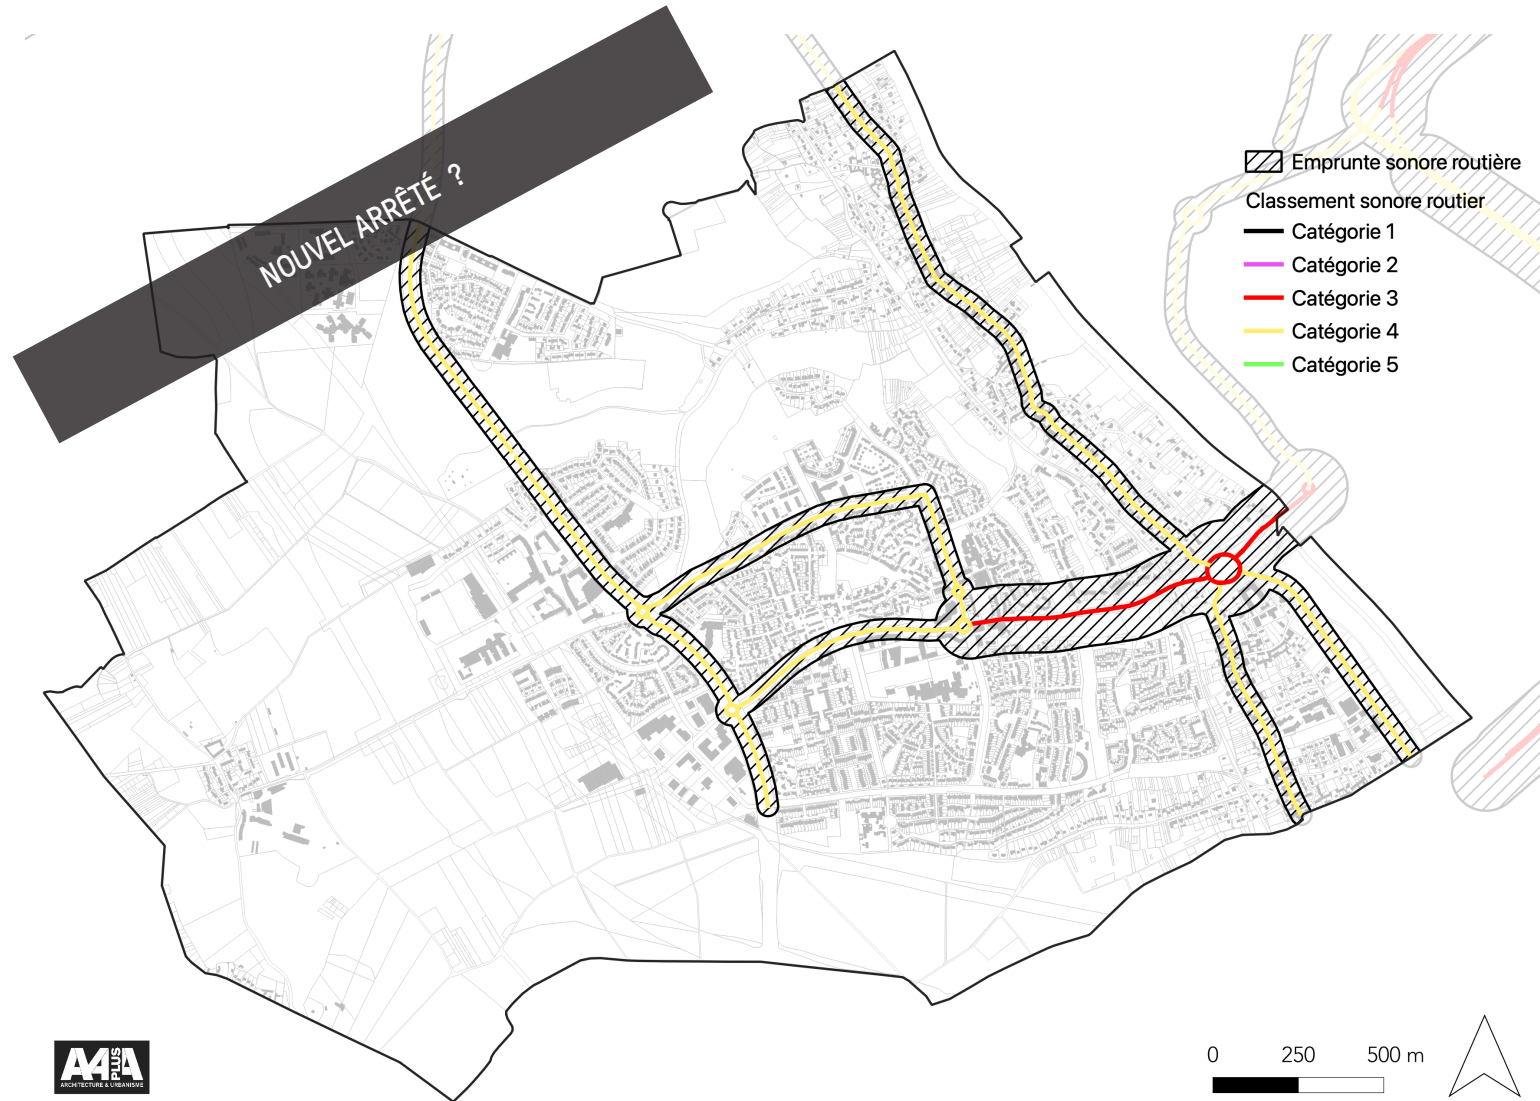 NOUVEL ARRÊTÉ ?
Emprunte sonore routière
Classement sonore routier
Catégorie 1
Catégorie 2
Catégorie 3
Catégorie 4
Catégorie 5
0 250 500 m
A4 PLUS A
ARCHITECTURE & URBANISME